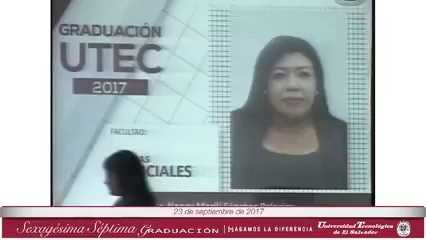 GRADUACIÓN
UTEC
2017
FACULTAD:
AS
CIALES
23 de septiembre de 2017
Sexagésima Séptima GRADUACIÓN
HAGAMOS LA DIFERENCIA
Universidad Tecnológica
de El Salvador